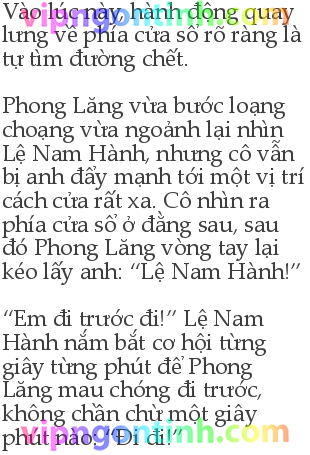 Vào lúc này, hành động quay
lưng về phía cửa sổ rõ ràng là
tự tìm đường chết.
Phong Lăng vừa bước loạng
choạng vừa ngoảnh lại nhìn
Lệ Nam Hành, nhưng cô vẫn
bị anh đẩy mạnh tới một vị trí
cách cửa rất xa. Cô nhìn ra
phía cửa sổ ở đằng sau, sau
đó Phong Lăng vòng tay lại
kéo lấy anh: “Lệ Nam Hành!”
“Em đi trước đi!” Lệ Nam
Hành nắm bắt cơ hội từng
giây từng phút để Phong
Lăng mau chóng đi trước,
không chần chừ một giây
phút nào: “Đi đi!”
vipngontinh.com
vipngontinh.com